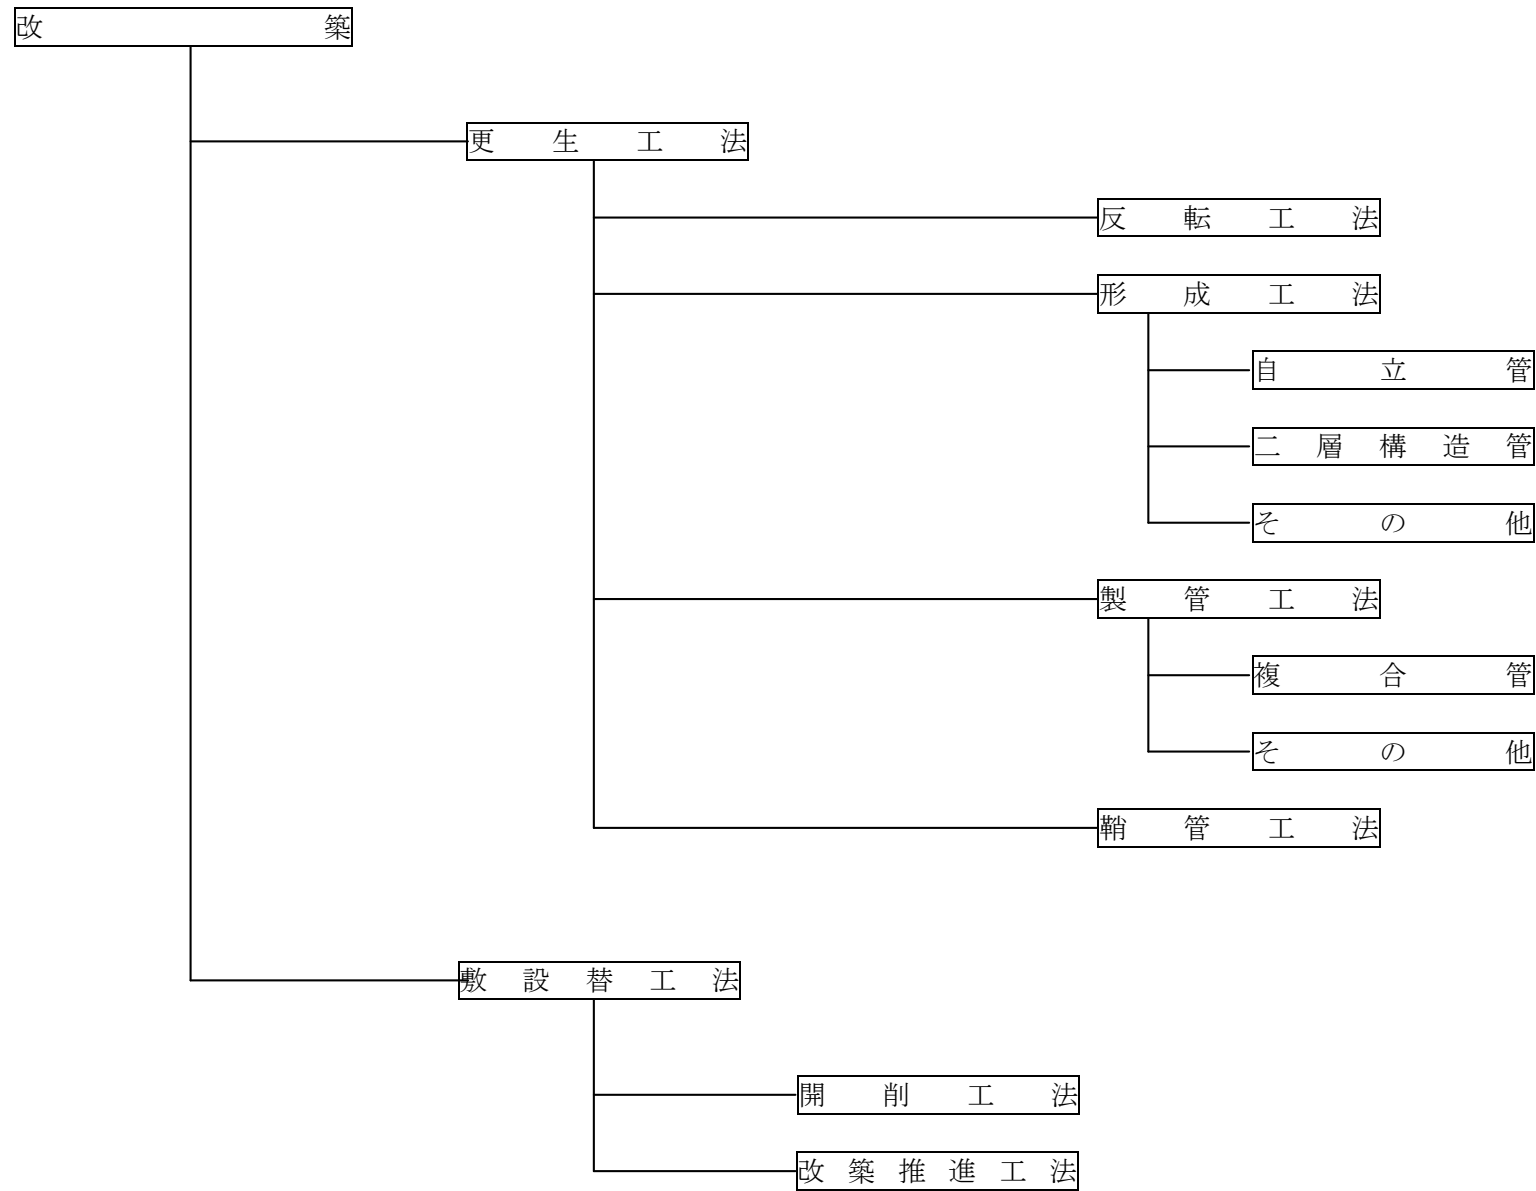 改築
更生工法
反転工法
形成工法
自立管
二層構造管
その他
製管工法
複合管
その他
鞘管工法
敷設替工法
開削工法
改築推進工法